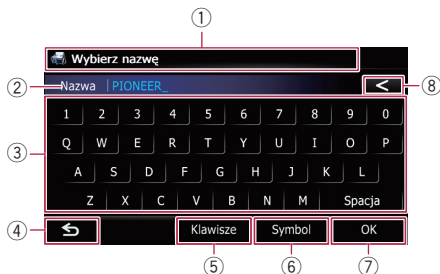 ①
Wybierz nazwę
② Nazwa PIONEER_ < ⑧
③
1 2 3 4 5 6 7 8 9 0
Q W E R T Y U I O P
A S D F G H J K L
Z X C V B N M Spacja
④ Klawisze Symbol OK
⑤ ⑥ ⑦